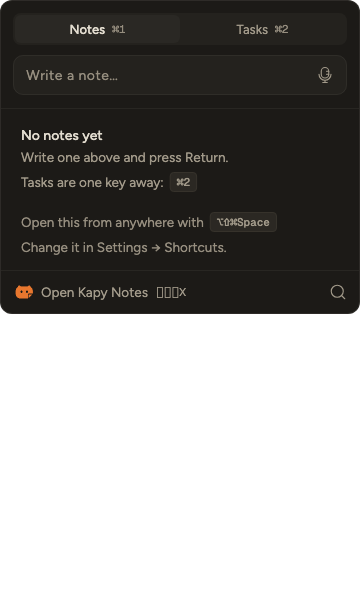 Notes ⌘1 Tasks ⌘2
Write a note...
No notes yet
Write one above and press Return.
Tasks are one key away: ⌘2
Open this from anywhere with ⌥⇧⌘Space
Change it in Settings → Shortcuts.
Open Kapy Notes ▯▯▯X